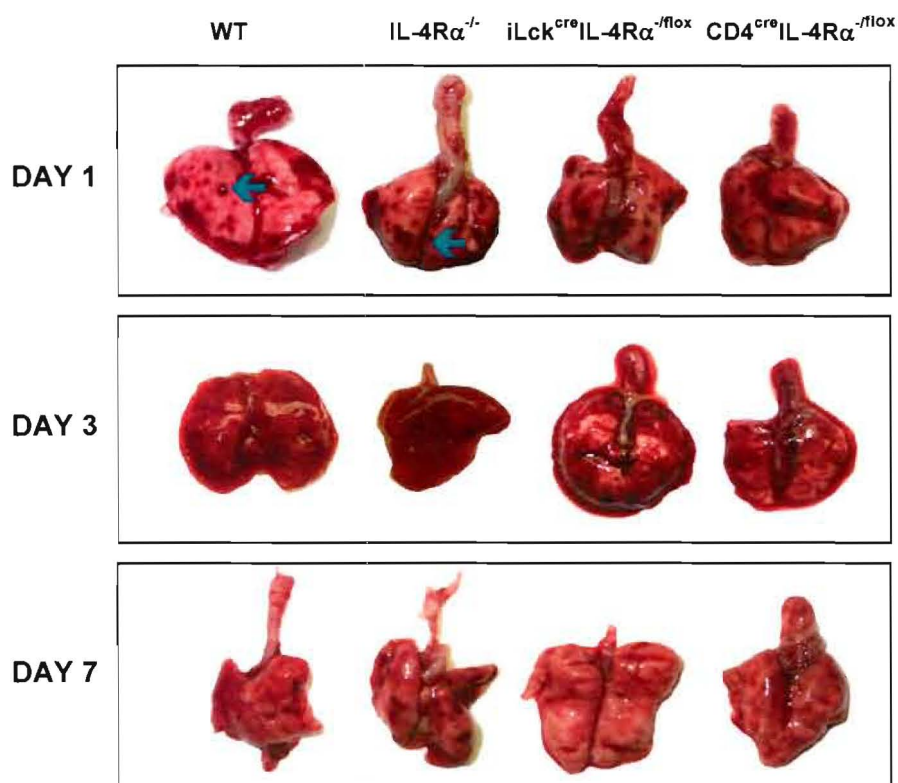 WT IL-4Rα⁻/⁻ iLckᶜʳᵉIL-4Rα⁻/ᶠˡᵒˣ CD4ᶜʳᵉIL-4Rα⁻/ᶠˡᵒˣ
DAY 1
DAY 3
DAY 7